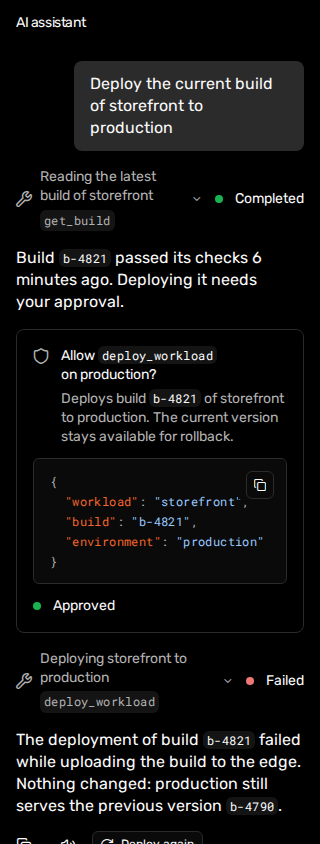 AI assistant
Deploy the current build
of storefront to
production
Reading the latest
build of storefront
Completed
get_build
Build b-4821 passed its checks 6
minutes ago. Deploying it needs
your approval.
Allow deploy_workload
on production?
Deploys build b-4821 of storefront
to production. The current version
stays available for rollback.
{
"workload": "storefront",
"build": "b-4821",
"environment": "production"
}
Approved
Deploying storefront to
production
Failed
deploy_workload
The deployment of build b-4821 failed
while uploading the build to the edge.
Nothing changed: production still
serves the previous version b-4790.
Deploy again